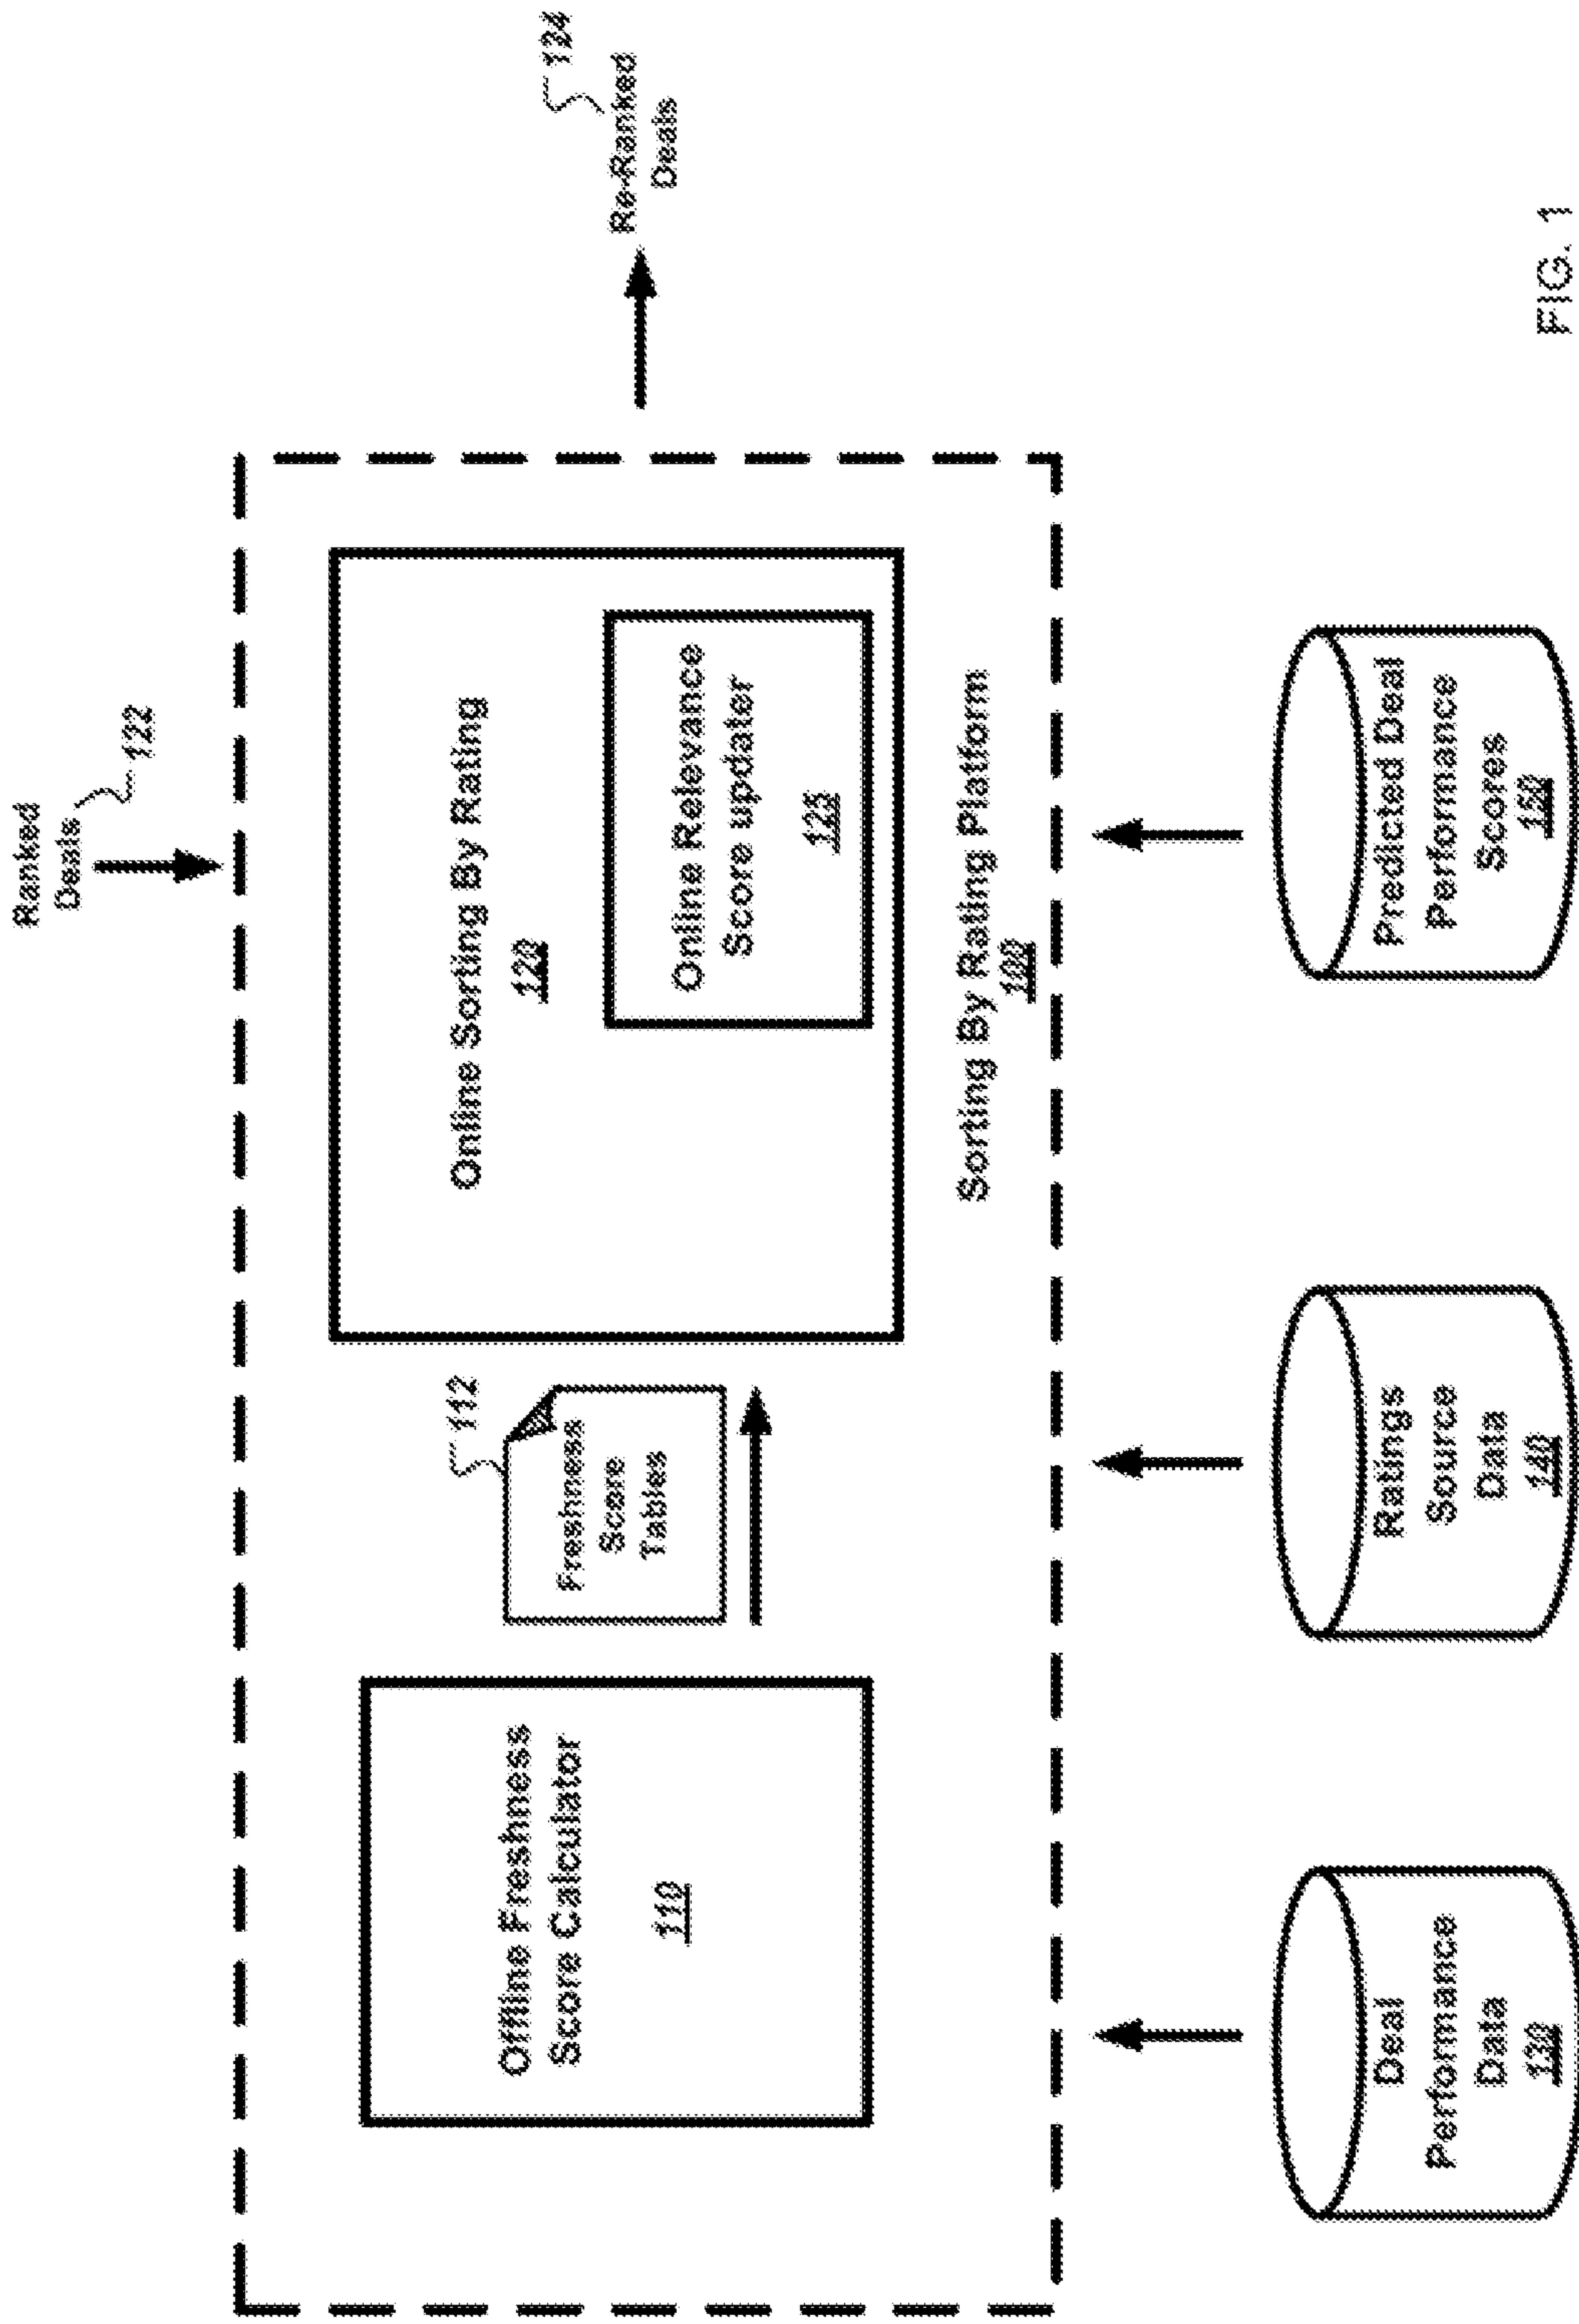 Ranked
Deals
122
Offline Freshness
Score Calculator
110
112
Freshness
Score
Tables
Online Sorting By Rating
120
Online Relevance
Score updater
125
Sorting By Rating Platform
100
124
Re-Ranked
Deals
Deal
Performance
Data
130
Ratings
Source
Data
140
Predicted Deal
Performance
Scores
150
FIG. 1